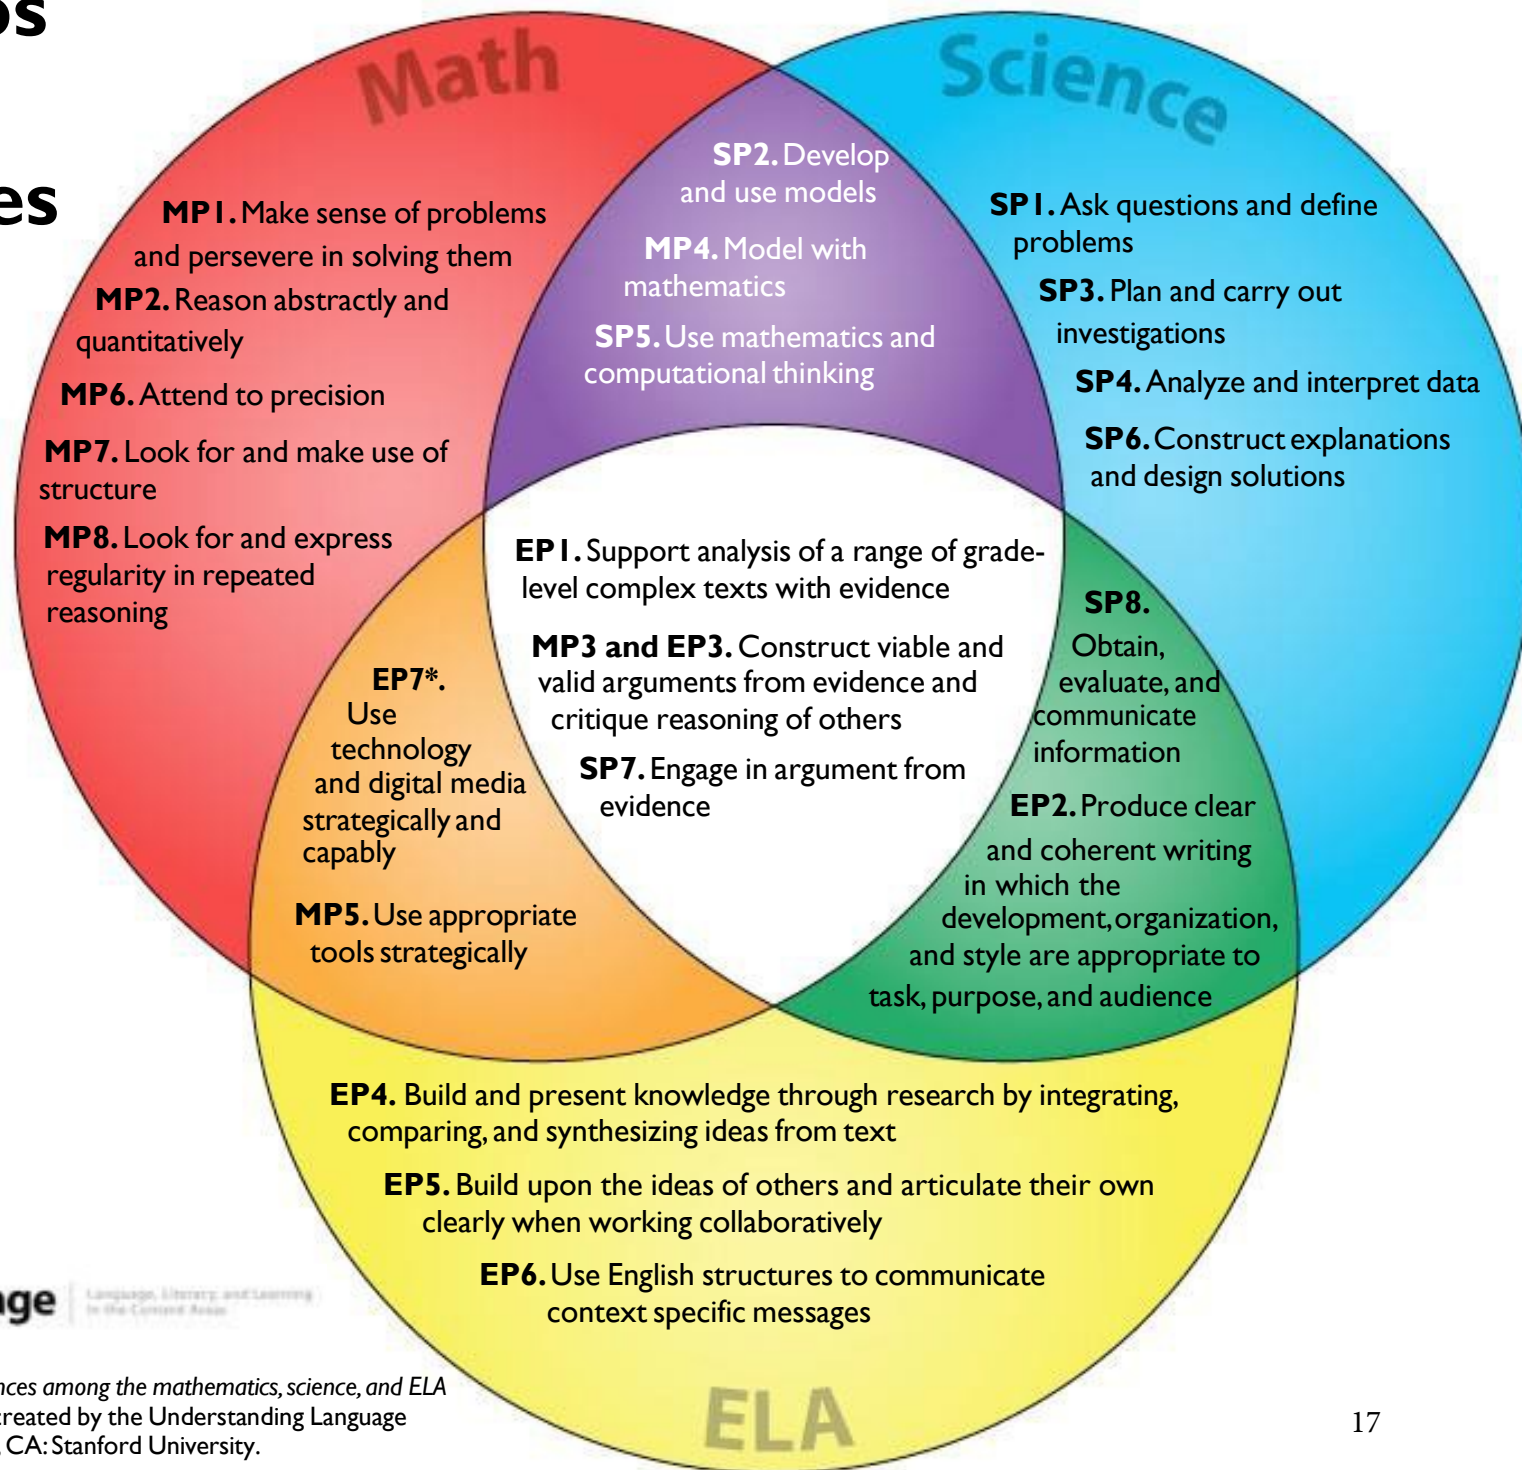 os
es
Math
Science
MP1. Make sense of problems
and persevere in solving them
MP2. Reason abstractly and
quantitatively
MP6. Attend to precision
MP7. Look for and make use of
structure
MP8. Look for and express
regularity in repeated
reasoning
SP2. Develop
and use models
MP4. Model with
mathematics
SP5. Use mathematics and
computational thinking
SP1. Ask questions and define
problems
SP3. Plan and carry out
investigations
SP4. Analyze and interpret data
SP6. Construct explanations
and design solutions
EP1. Support analysis of a range of grade-
level complex texts with evidence
MP3 and EP3. Construct viable and
valid arguments from evidence and
critique reasoning of others
SP7. Engage in argument from
evidence
EP7*.
Use
technology
and digital media
strategically and
capably
MP5. Use appropriate
tools strategically
SP8.
Obtain,
evaluate, and
communicate
information
EP2. Produce clear
and coherent writing
in which the
development, organization,
and style are appropriate to
task, purpose, and audience
EP4. Build and present knowledge through research by integrating,
comparing, and synthesizing ideas from text
EP5. Build upon the ideas of others and articulate their own
clearly when working collaboratively
EP6. Use English structures to communicate
context specific messages
ELA
age
Language, Literacy, and Learning
in the Content Areas
nces among the mathematics, science, and ELA
created by the Understanding Language
, CA: Stanford University.
17